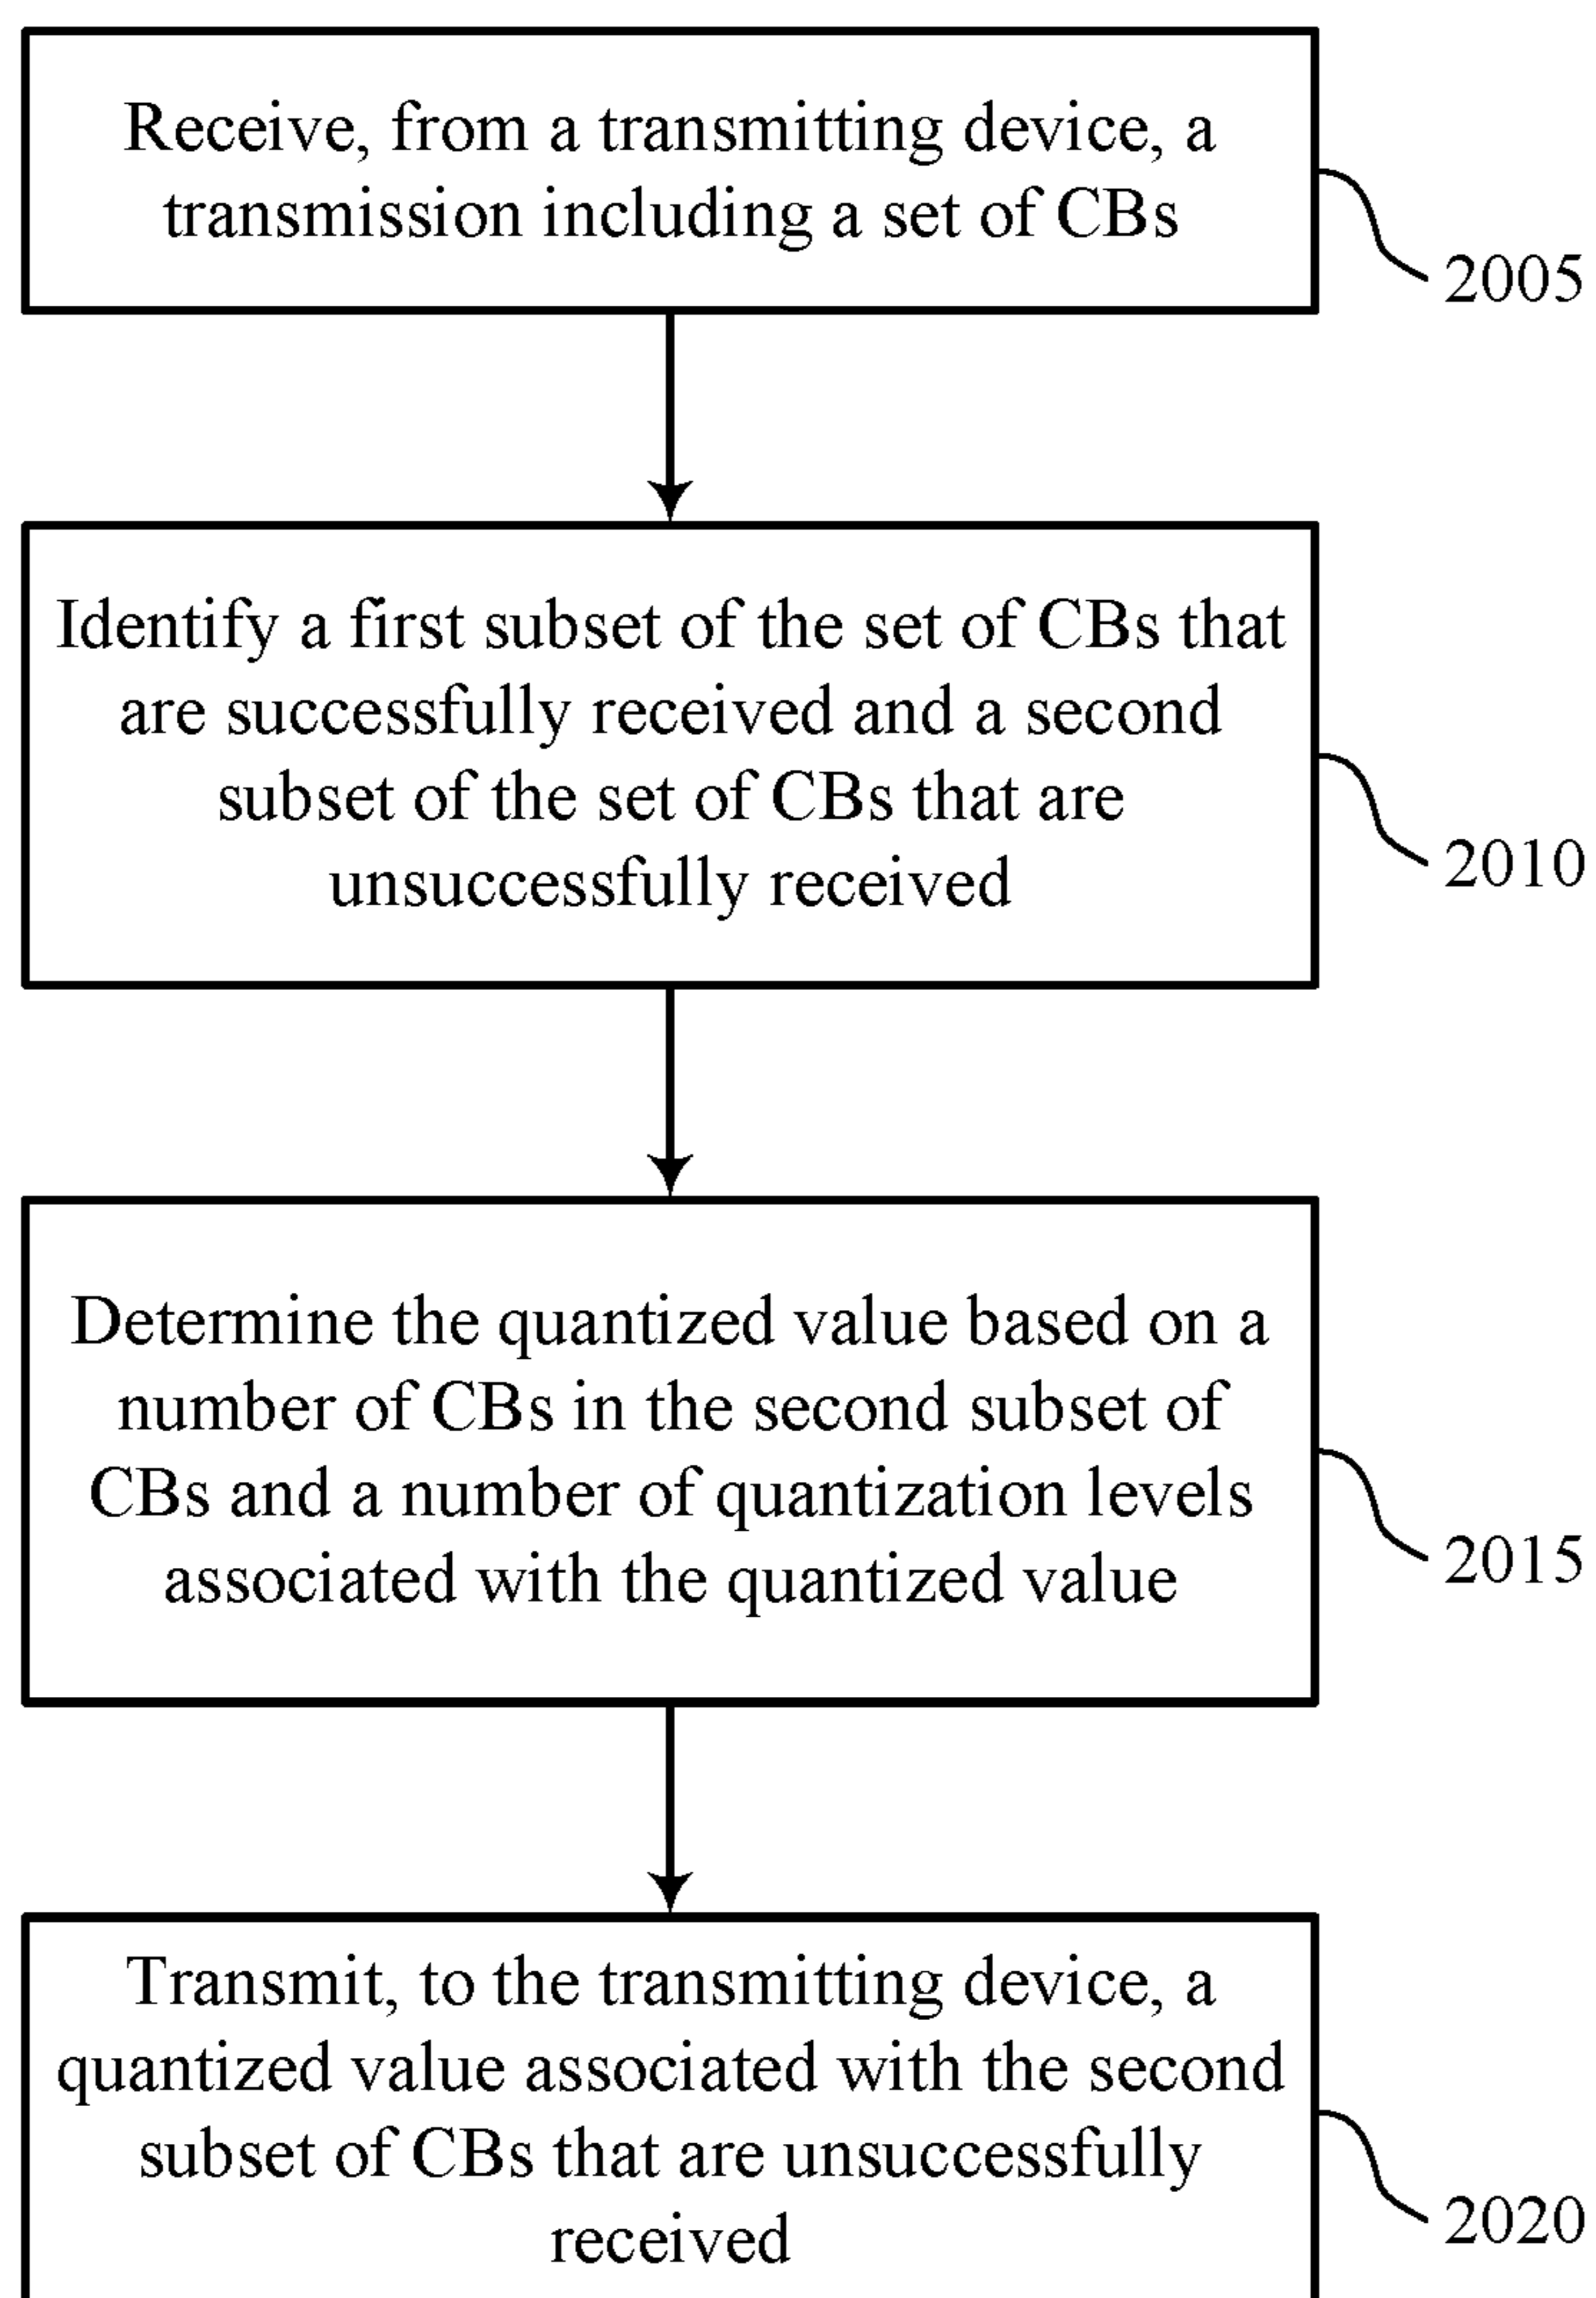 Receive, from a transmitting device, a
transmission including a set of CBs
2005
Identify a first subset of the set of CBs that
are successfully received and a second
subset of the set of CBs that are
unsuccessfully received
2010
Determine the quantized value based on a
number of CBs in the second subset of
CBs and a number of quantization levels
associated with the quantized value
2015
Transmit, to the transmitting device, a
quantized value associated with the second
subset of CBs that are unsuccessfully
received
2020